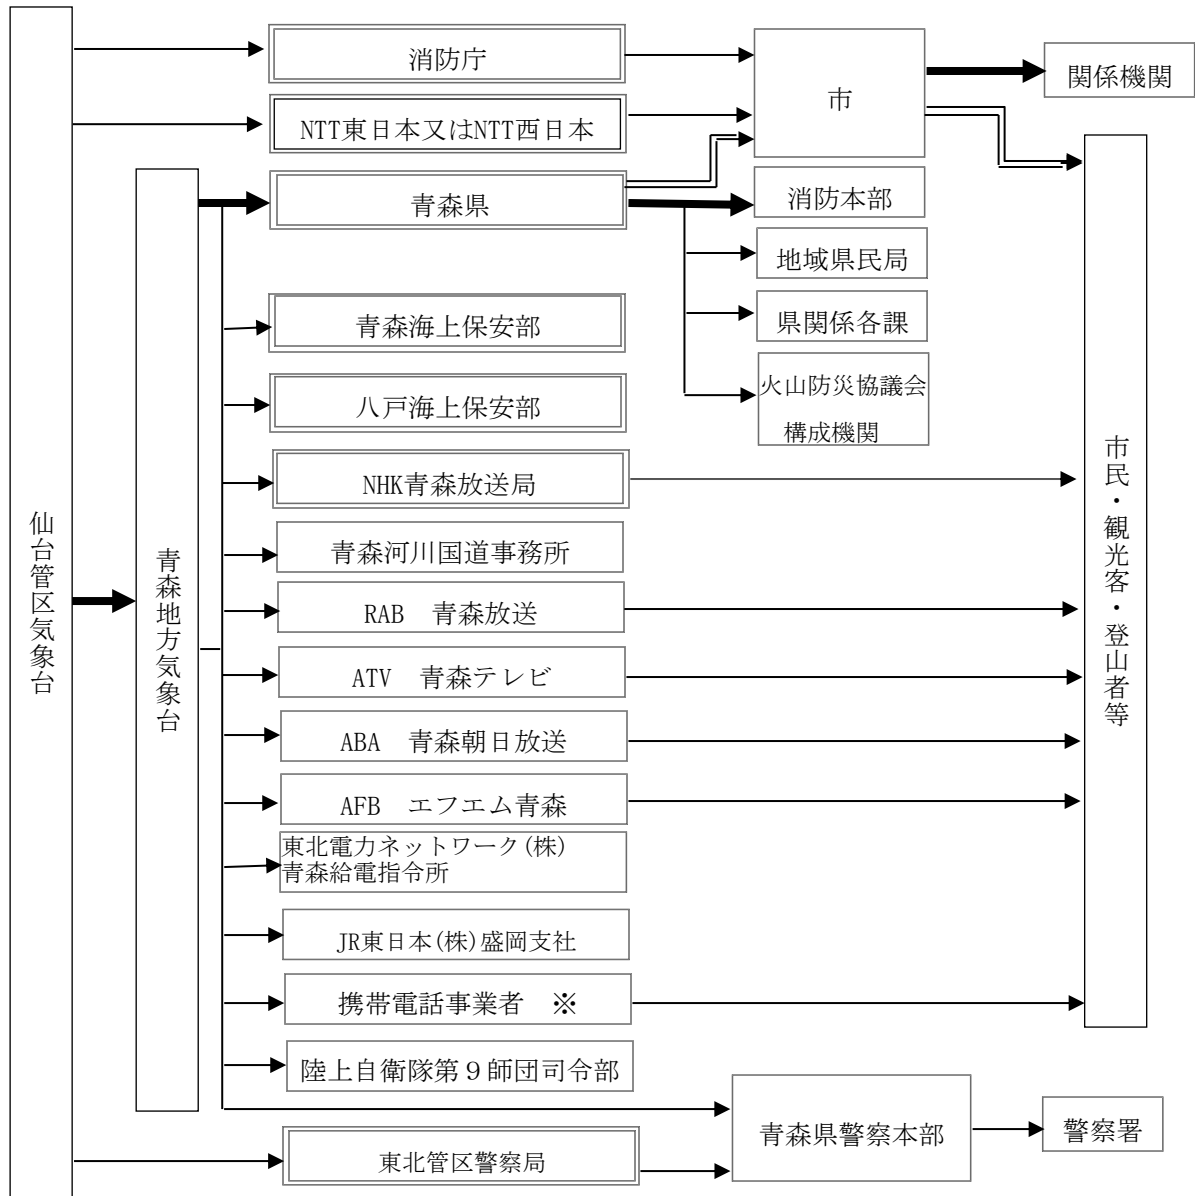 消防庁
市
関係機関
NTT東日本又はNTT西日本
青森県
消防本部
地域県民局
青森海上保安部
県関係各課
八戸海上保安部
火山防災協議会
構成機関
NHK青森放送局
仙台管区気象台
青森地方気象台
市民・観光客・登山者等
青森河川国道事務所
RAB 青森放送
ATV 青森テレビ
ABA 青森朝日放送
AFB エフエム青森
東北電力ネットワーク(株)
青森給電指令所
JR東日本(株)盛岡支社
携帯電話事業者 ※
陸上自衛隊第９師団司令部
青森県警察本部
警察署
東北管区警察局